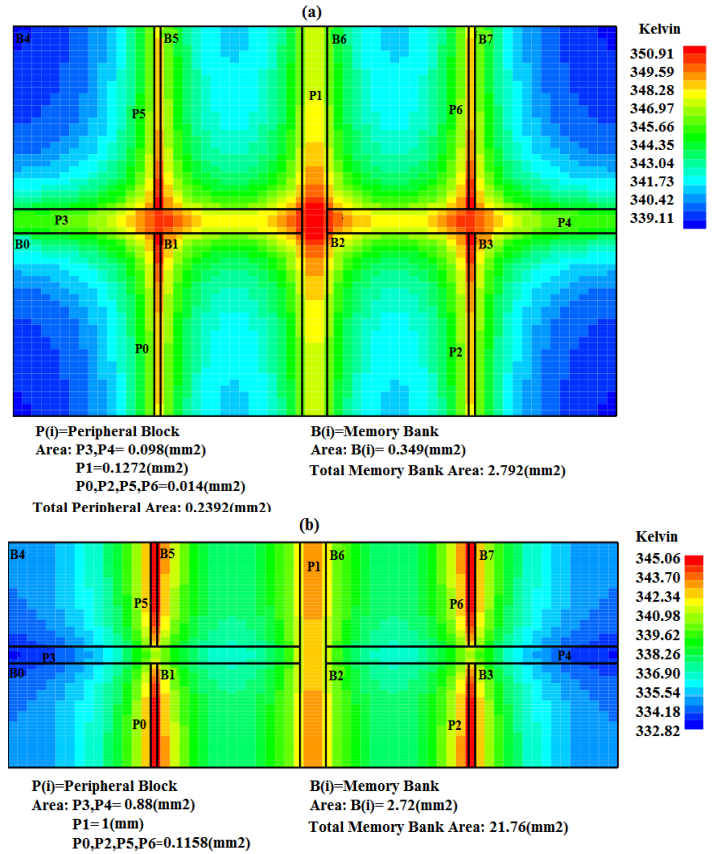 (a)
Kelvin
B4
B5
B6
B7
P5
P1
P6
350.91
349.59
348.28
346.97
345.66
344.35
343.04
341.73
340.42
339.11
P3
P4
B0
B1
B2
B3
P0
P2
P(i)=Peripheral Block
Area: P3,P4= 0.098(mm2)
P1=0.1272(mm2)
P0,P2,P5,P6=0.014(mm2)
Total Peripheral Area: 0.2392(mm2)
B(i)=Memory Bank
Area: B(i)= 0.349(mm2)
Total Memory Bank Area: 2.792(mm2)
(b)
Kelvin
B4
B5
B6
B7
P1
P5
P6
345.06
343.70
342.34
340.98
339.62
338.26
336.90
335.54
334.18
332.82
P3
P4
B0
B1
B2
B3
P0
P2
P(i)=Peripheral Block
Area: P3,P4= 0.88(mm2)
P1=1(mm)
P0,P2,P5,P6=0.1158(mm2)
B(i)=Memory Bank
Area: B(i)= 2.72(mm2)
Total Memory Bank Area: 21.76(mm2)